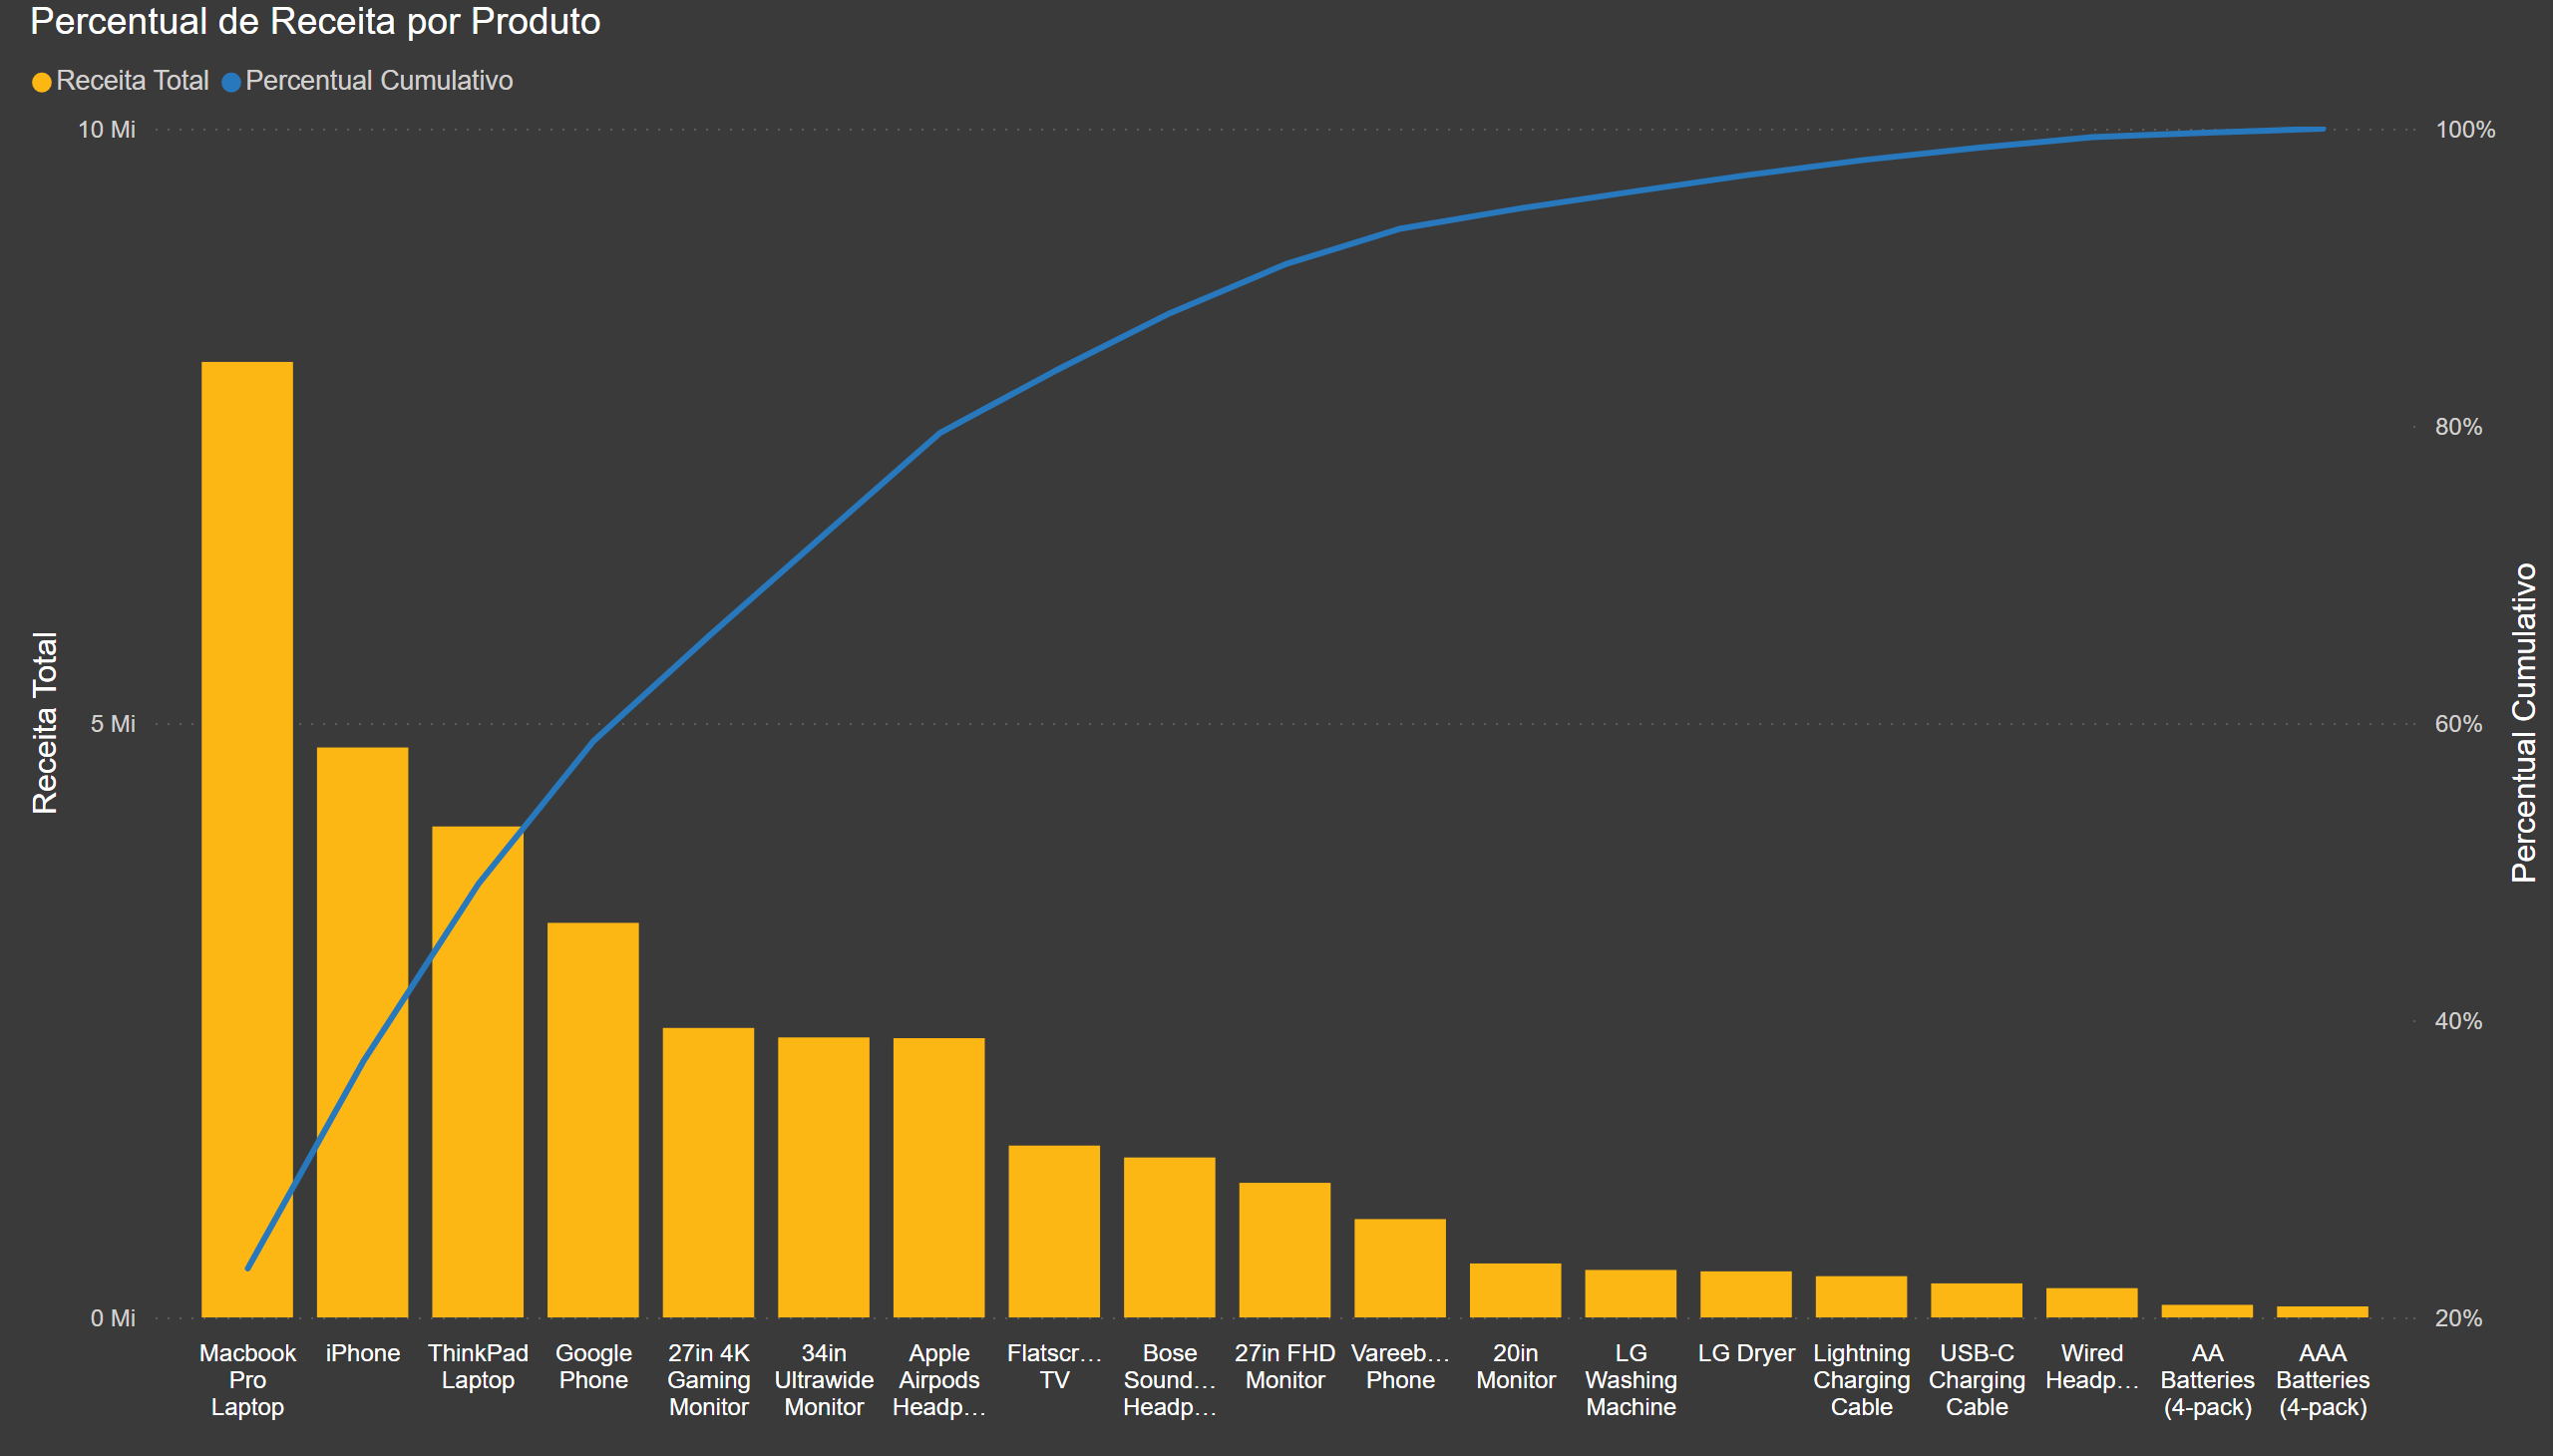 Percentual de Receita por Produto
Receita Total Percentual Cumulativo
10 Mi
5 Mi
0 Mi
Receita Total
100%
80%
60%
40%
20%
Percentual Cumulativo
Macbook
Pro
Laptop
iPhone
ThinkPad
Laptop
Google
Phone
27in 4K
Gaming
Monitor
34in
Ultrawide
Monitor
Apple
Airpods
Headp…
Flatscr…
TV
Bose
Sound…
Headp…
27in FHD
Monitor
Vareeb…
Phone
20in
Monitor
LG
Washing
Machine
LG Dryer
Lightning
Charging
Cable
USB-C
Charging
Cable
Wired
Headp…
AA
Batteries
(4-pack)
AAA
Batteries
(4-pack)